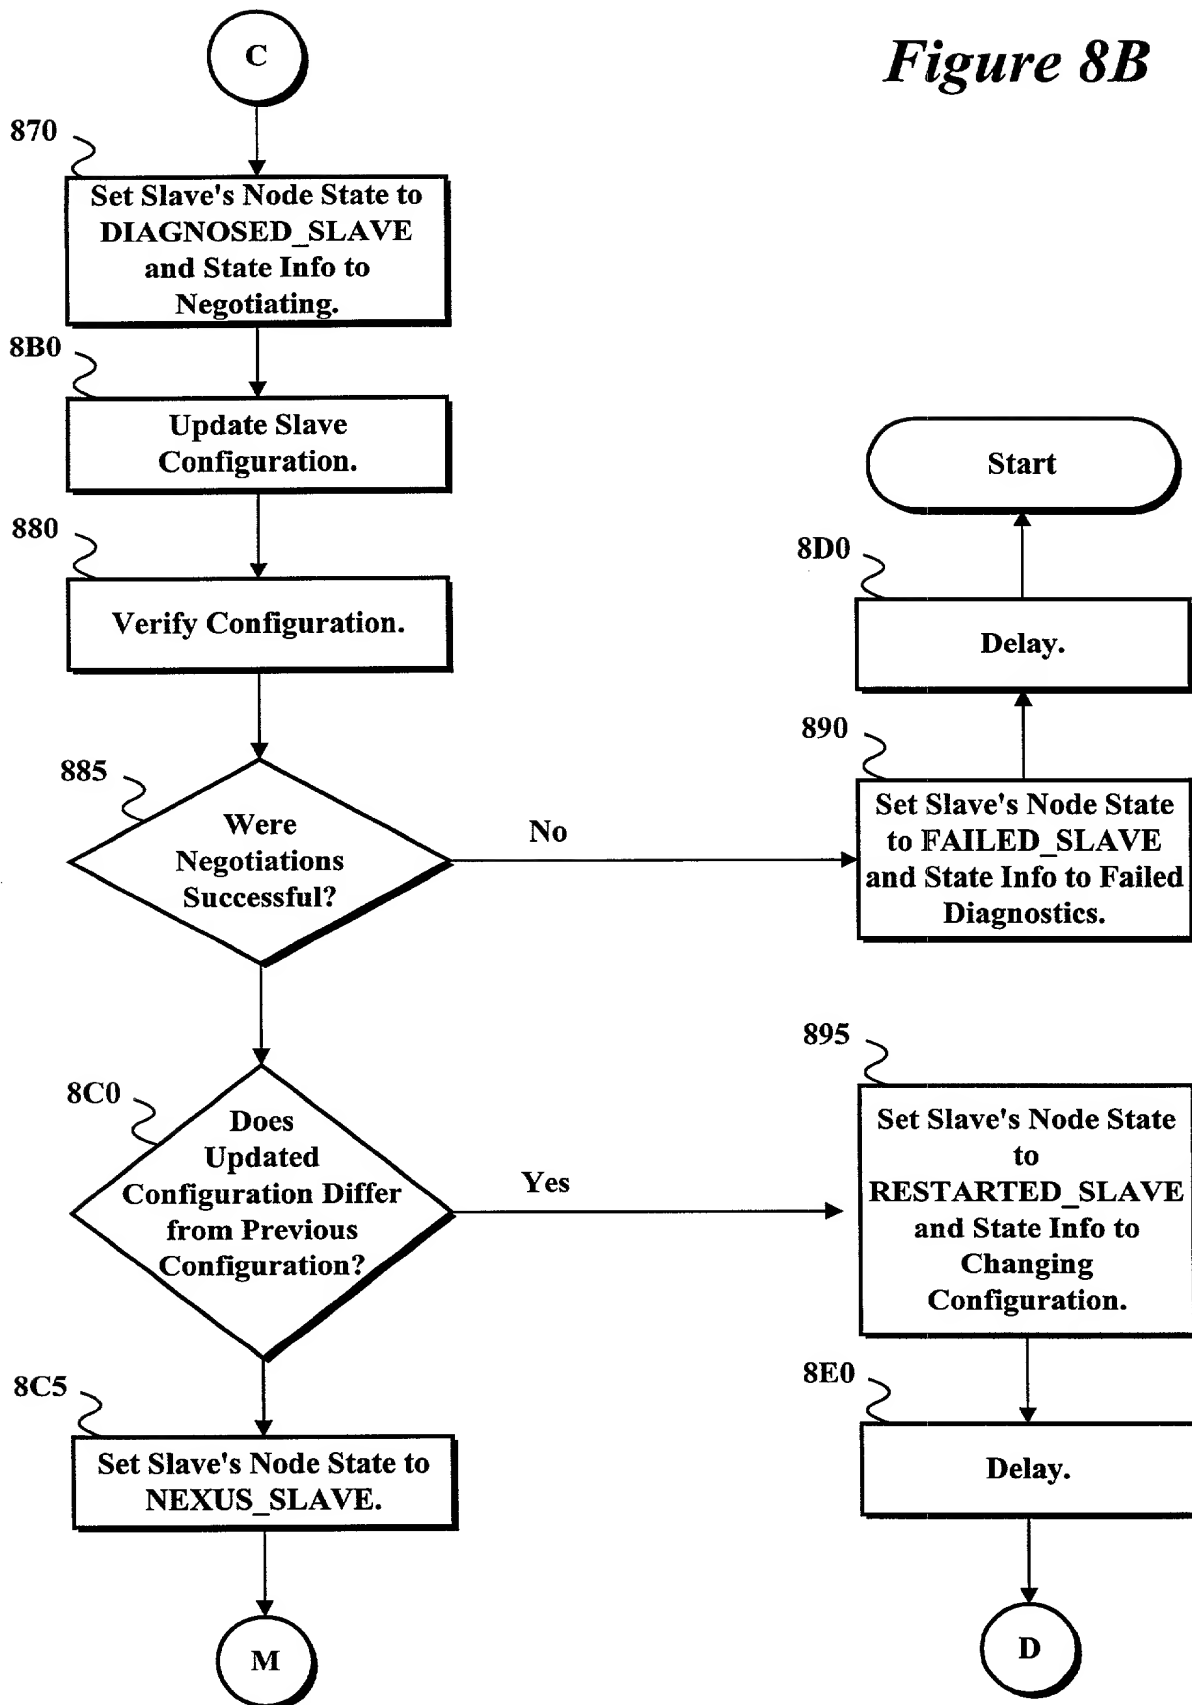 Figure 8B
C
870
Set Slave's Node State to
DIAGNOSED_SLAVE
and State Info to
Negotiating.
8B0
Update Slave
Configuration.
880
Verify Configuration.
885
Were
Negotiations
Successful?
No
Start
8D0
Delay.
890
Set Slave's Node State
to FAILED_SLAVE
and State Info to Failed
Diagnostics.
8C0
Does
Updated
Configuration Differ
from Previous
Configuration?
Yes
895
Set Slave's Node State
to
RESTARTED_SLAVE
and State Info to
Changing
Configuration.
8C5
Set Slave's Node State to
NEXUS_SLAVE.
8E0
Delay.
M
D